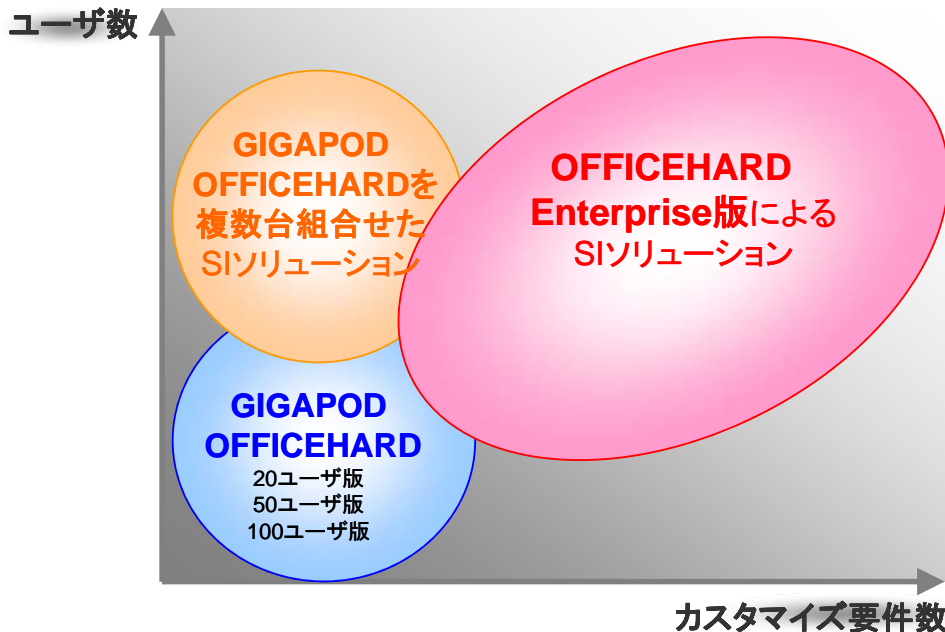 ユーザ数
GIGAPOD
OFFICEHARDを
複数台組合せた
SIソリューション
OFFICEHARD
Enterprise版による
SIソリューション
GIGAPOD
OFFICEHARD
20ユーザ版
50ユーザ版
100ユーザ版
カスタマイズ要件数